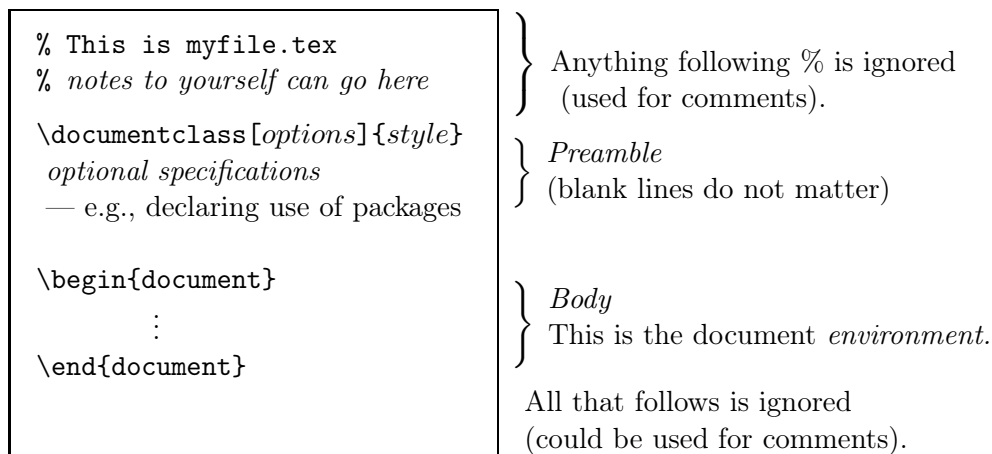 % This is myfile.tex
% notes to yourself can go here
\documentclass[options]{style}
optional specifications
— e.g., declaring use of packages
\begin{document}
⋮
\end{document}
Anything following % is ignored
(used for comments).
Preamble
(blank lines do not matter)
Body
This is the document environment.
All that follows is ignored
(could be used for comments).